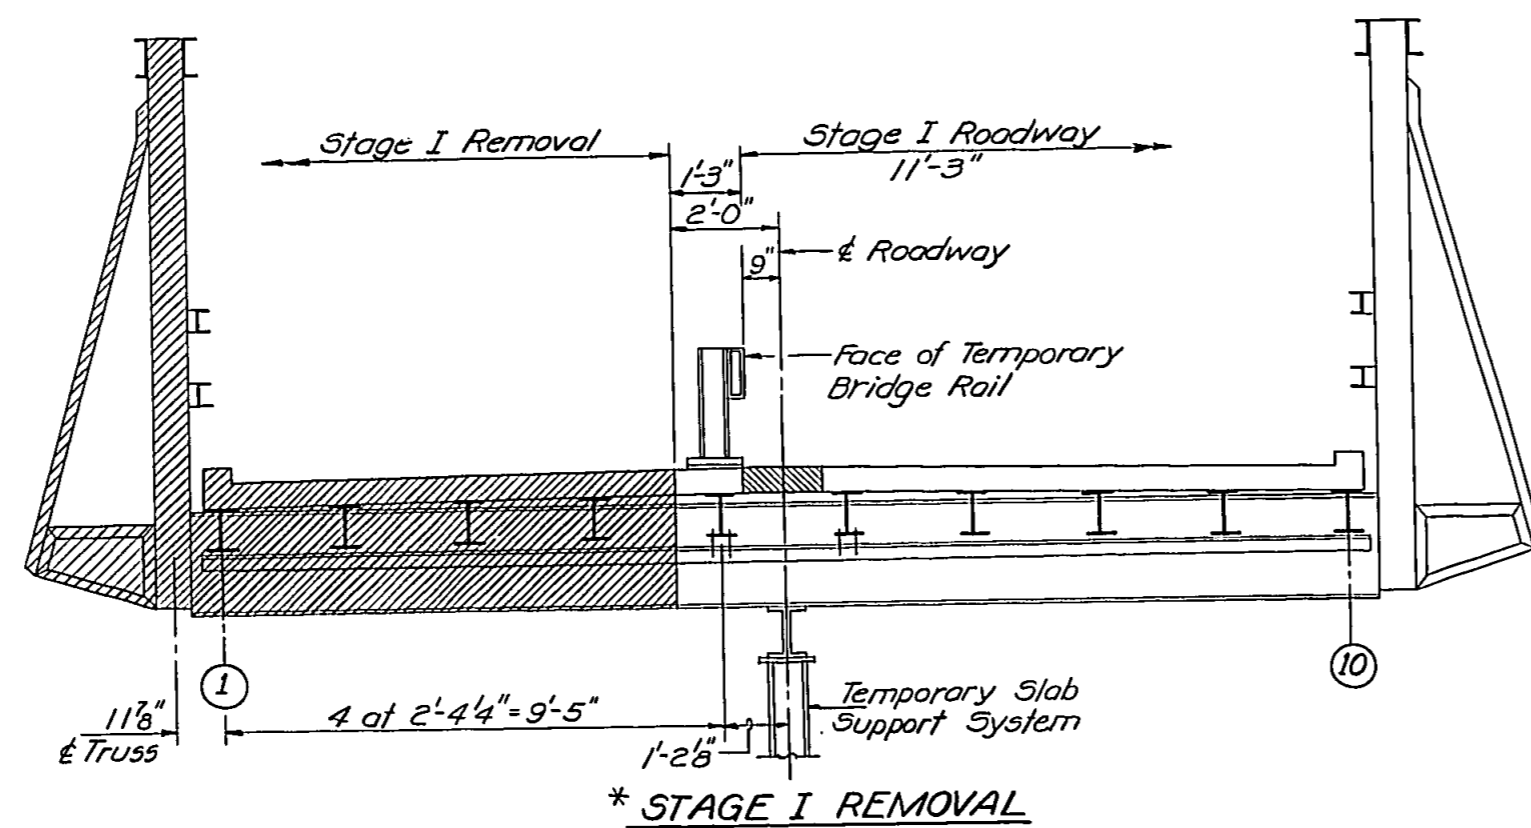 Stage I Removal
Stage I Roadway
11'-3"
1'-3"
2'-0"
9"
℄ Roadway
Face of Temporary
Bridge Rail
1
10
11⅞"
℄ Truss
4 at 2'-4¼" = 9'-5"
1'-2⅛"
Temporary Slab
Support System
* STAGE I REMOVAL